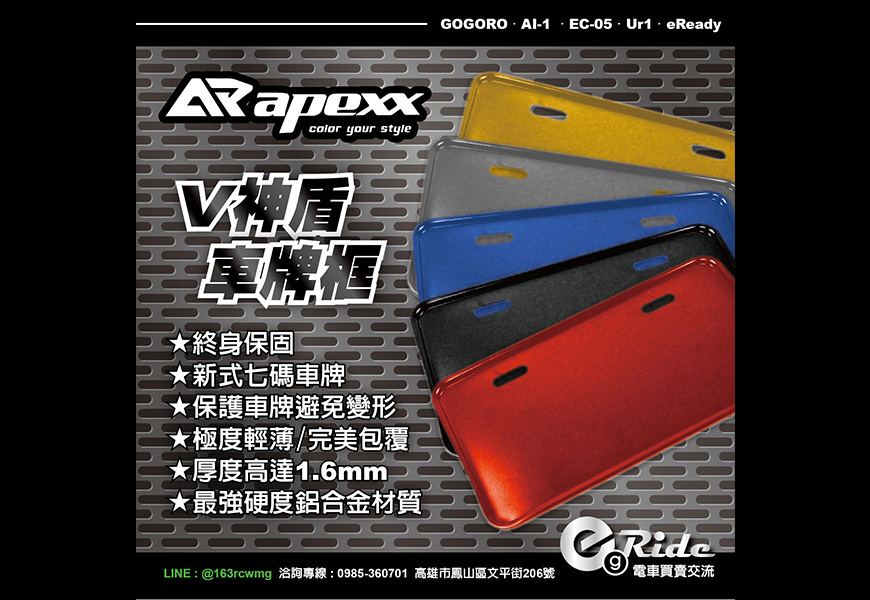 GOGORO · AI-1 · EC-05 · Ur1 · eReady
AR apexx
color your style
V神盾
車牌框
★終身保固
★新式七碼車牌
★保護車牌避免變形
★極度輕薄/完美包覆
★厚度高達1.6mm
★最強硬度鋁合金材質
eg Ride
電車買賣交流
LINE : @163rcwmg 洽詢專線 : 0985-360701 高雄市鳳山區文平街206號